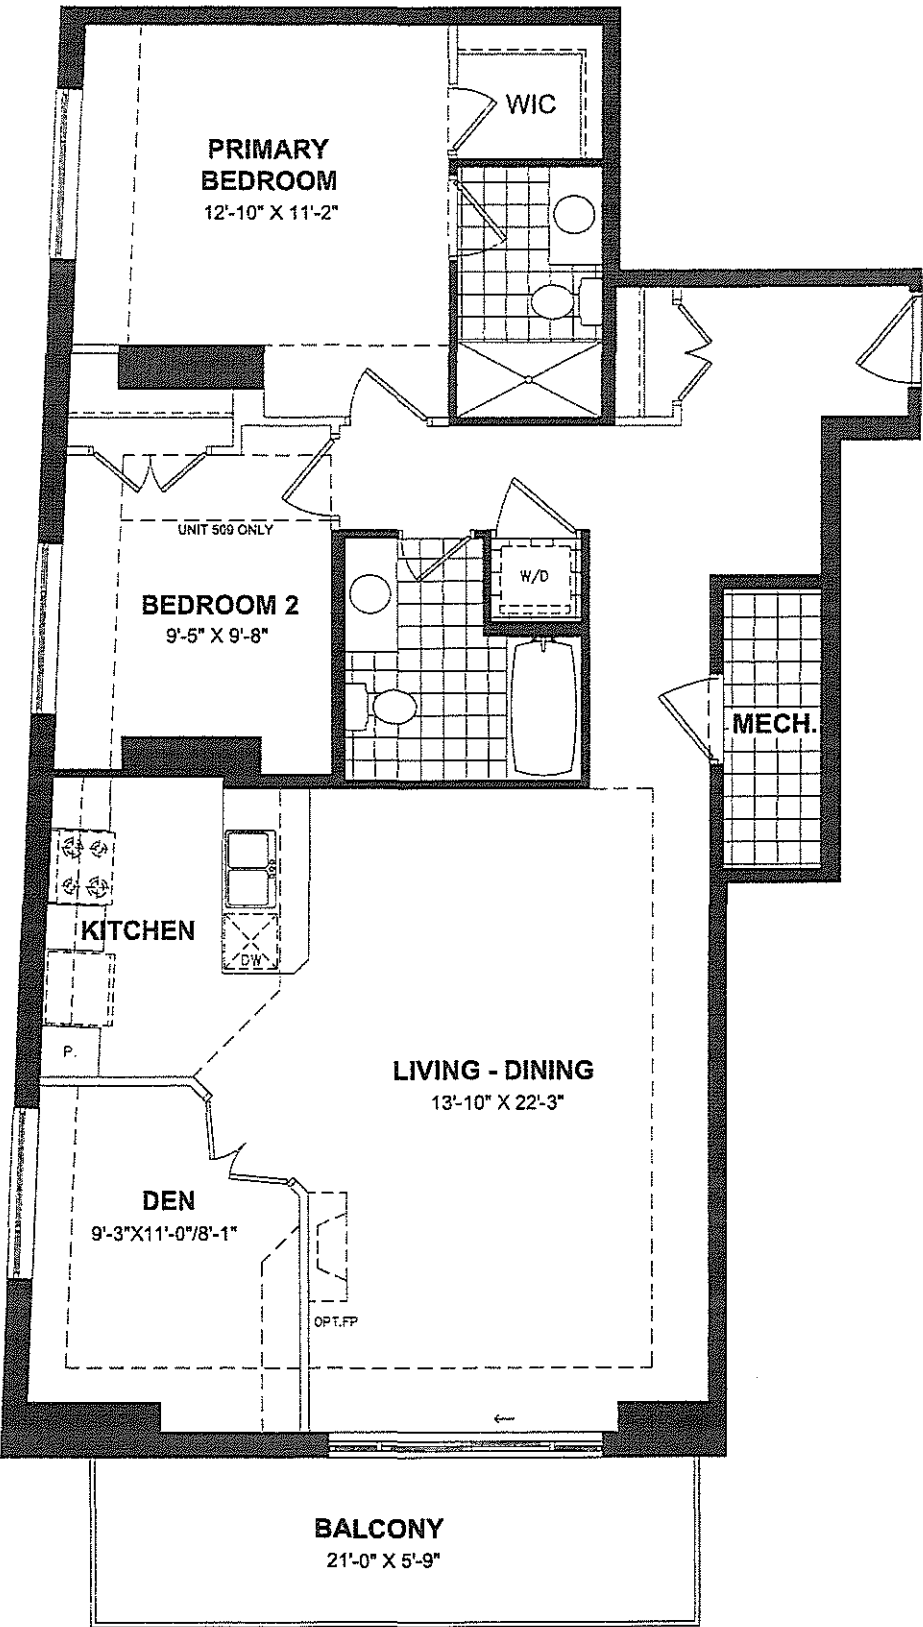 WIC
PRIMARY
BEDROOM
12'-10" X 11'-2"
UNIT 509 ONLY
W/D
BEDROOM 2
9'-5" X 9'-8"
MECH.
KITCHEN
DW
P.
LIVING - DINING
13'-10" X 22'-3"
DEN
9'-3"X11'-0"/8'-1"
OPT.FP
BALCONY
21'-0" X 5'-9"